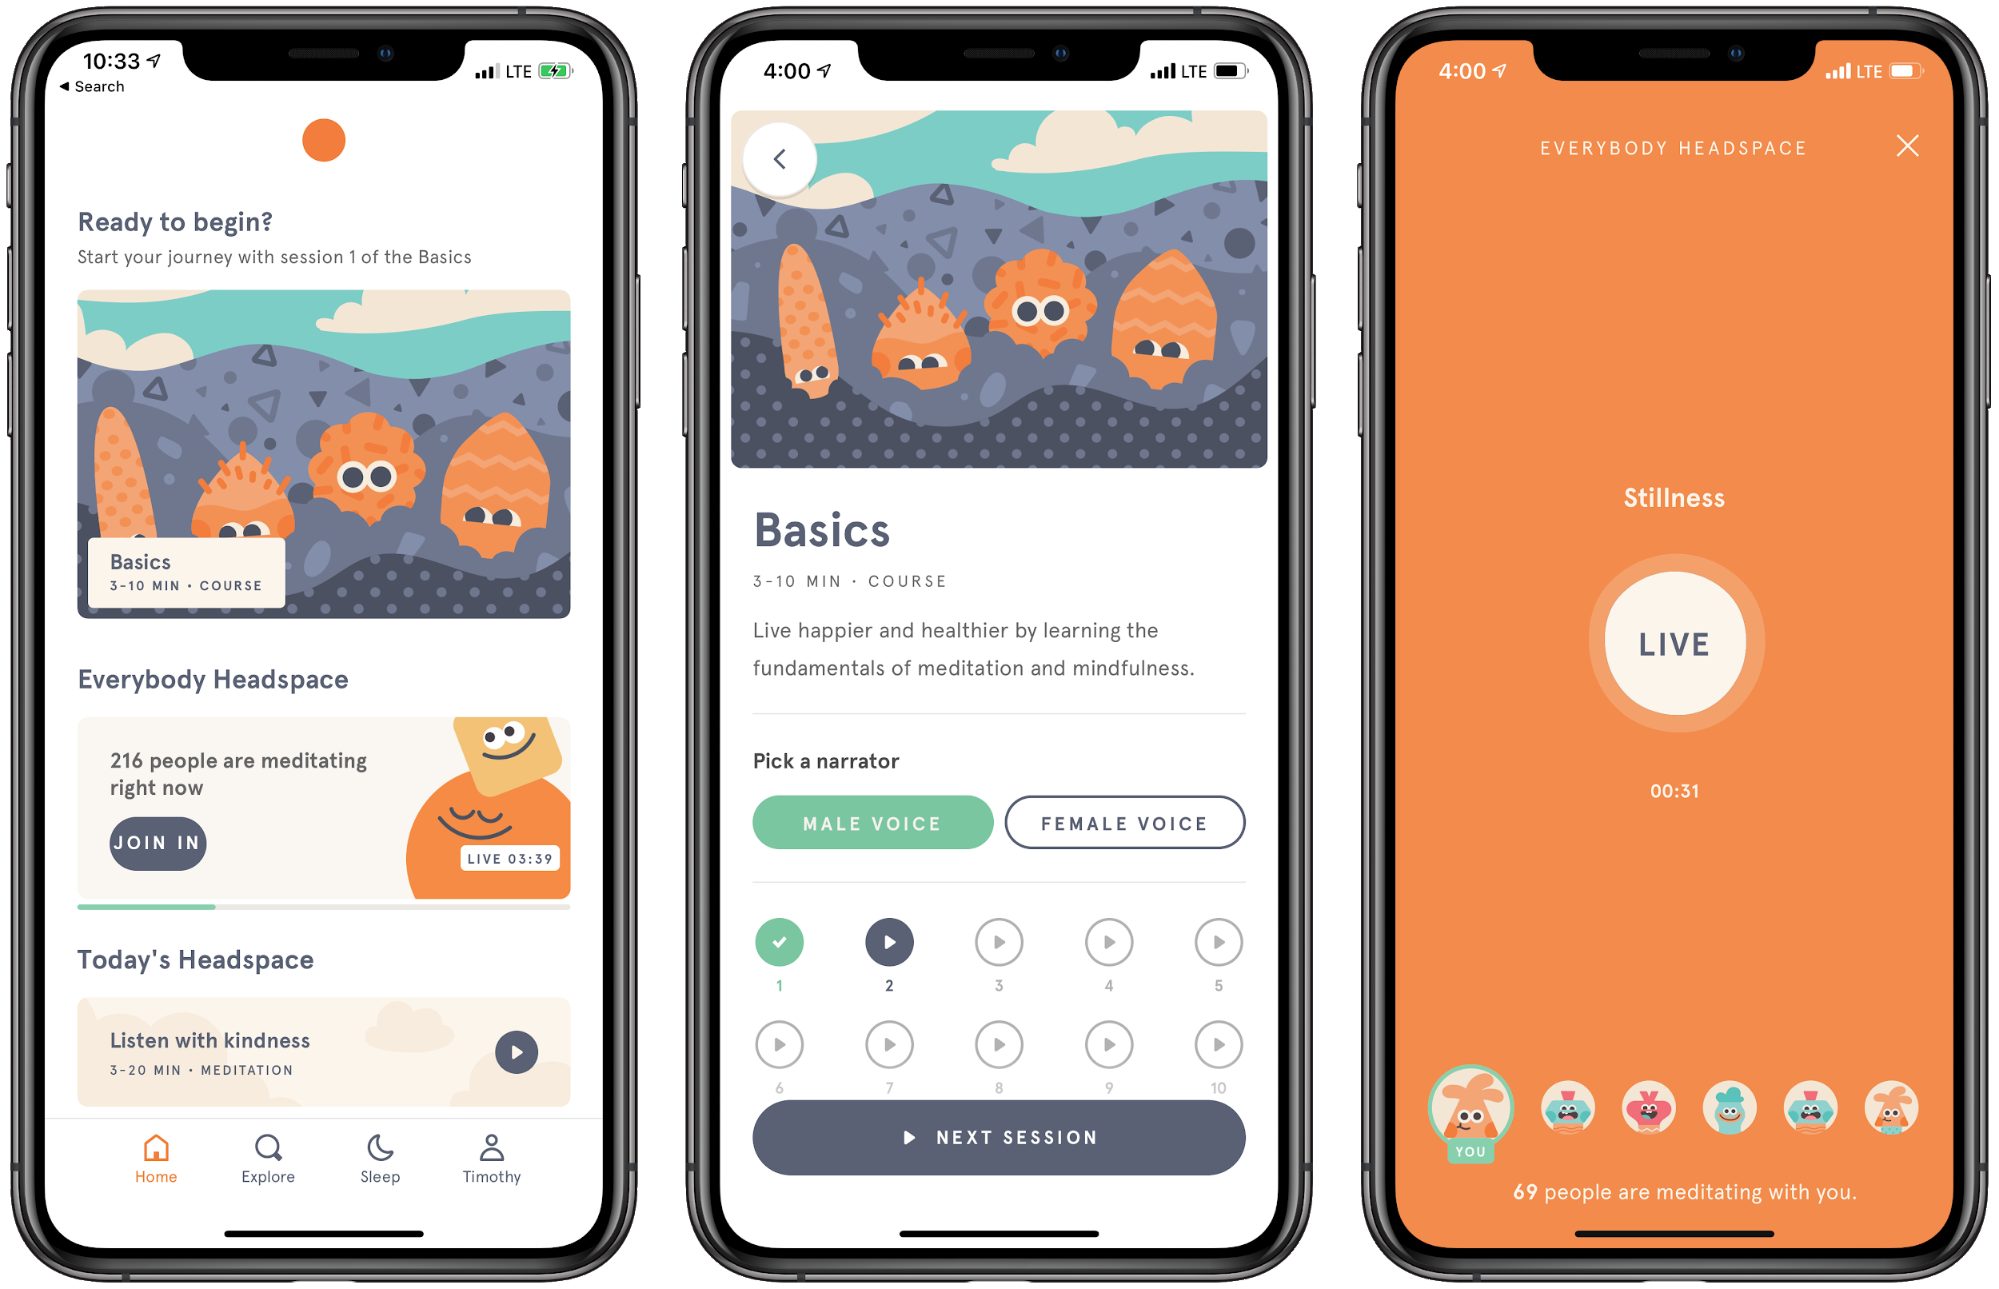 10:33
LTE
Search
Ready to begin?
Start your journey with session 1 of the Basics
Basics
3-10 MIN • COURSE
Everybody Headspace
216 people are meditating
right now
JOIN IN
LIVE 03:39
Today's Headspace
Listen with kindness
3-20 MIN • MEDITATION
Home
Explore
Sleep
Timothy
4:00
LTE
Basics
3-10 MIN • COURSE
Live happier and healthier by learning the
fundamentals of meditation and mindfulness.
Pick a narrator
MALE VOICE
FEMALE VOICE
1 2 3 4 5
6 7 8 9 10
NEXT SESSION
4:00
LTE
EVERYBODY HEADSPACE
Stillness
LIVE
00:31
YOU
69 people are meditating with you.